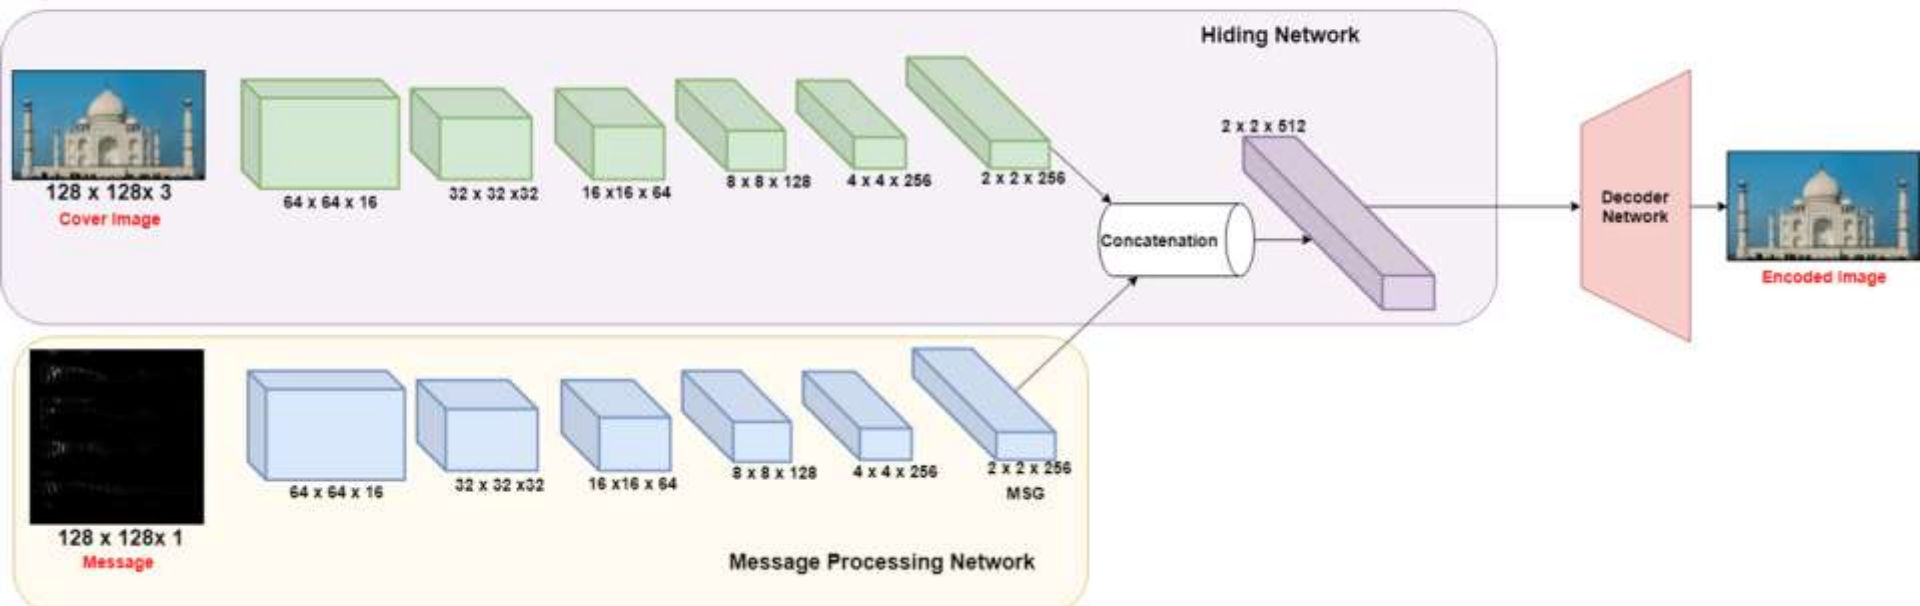 Hiding Network
128 x 128x 3
Cover Image
64 x 64 x 16
32 x 32 x32
16 x16 x 64
8 x 8 x 128
4 x 4 x 256
2 x 2 x 256
Concatenation
2 x 2 x 512
Decoder
Network
Encoded Image
128 x 128x 1
Message
64 x 64 x 16
32 x 32 x32
16 x16 x 64
8 x 8 x 128
4 x 4 x 256
2 x 2 x 256
MSG
Message Processing Network